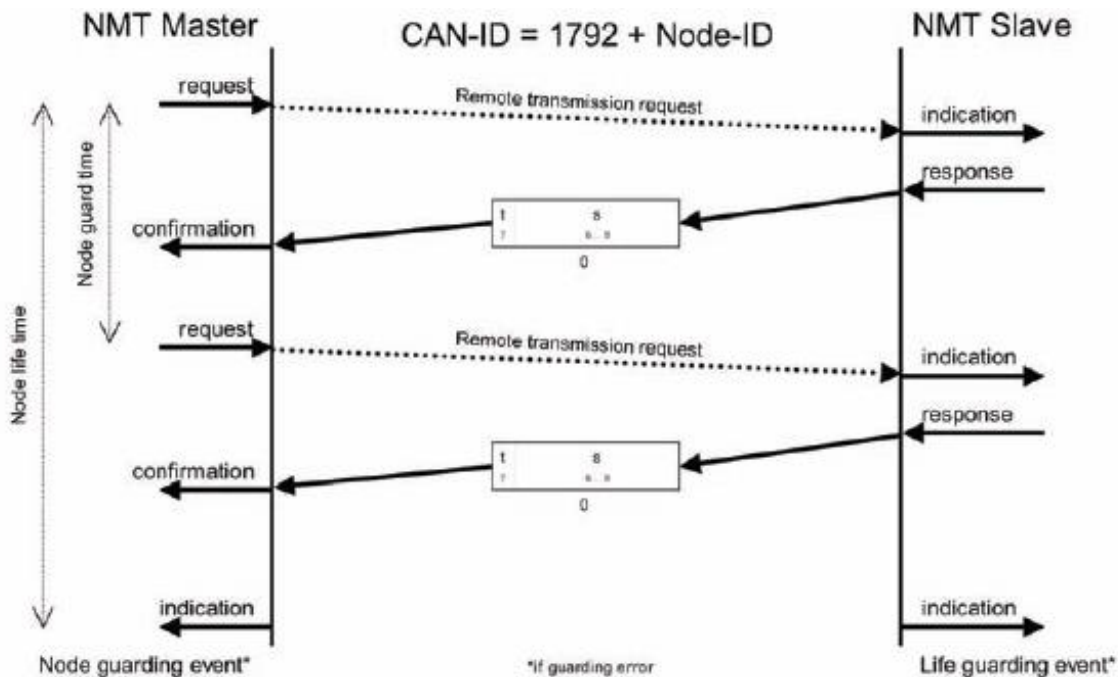 NMT Master
CAN-ID = 1792 + Node-ID
NMT Slave
request
Remote transmission request
indication
response
t s
7
confirmation
0
Node guard time
Node life time
request
Remote transmission request
indication
response
t s
7
confirmation
0
indication
indication
Node guarding event*
*if guarding error
Life guarding event*